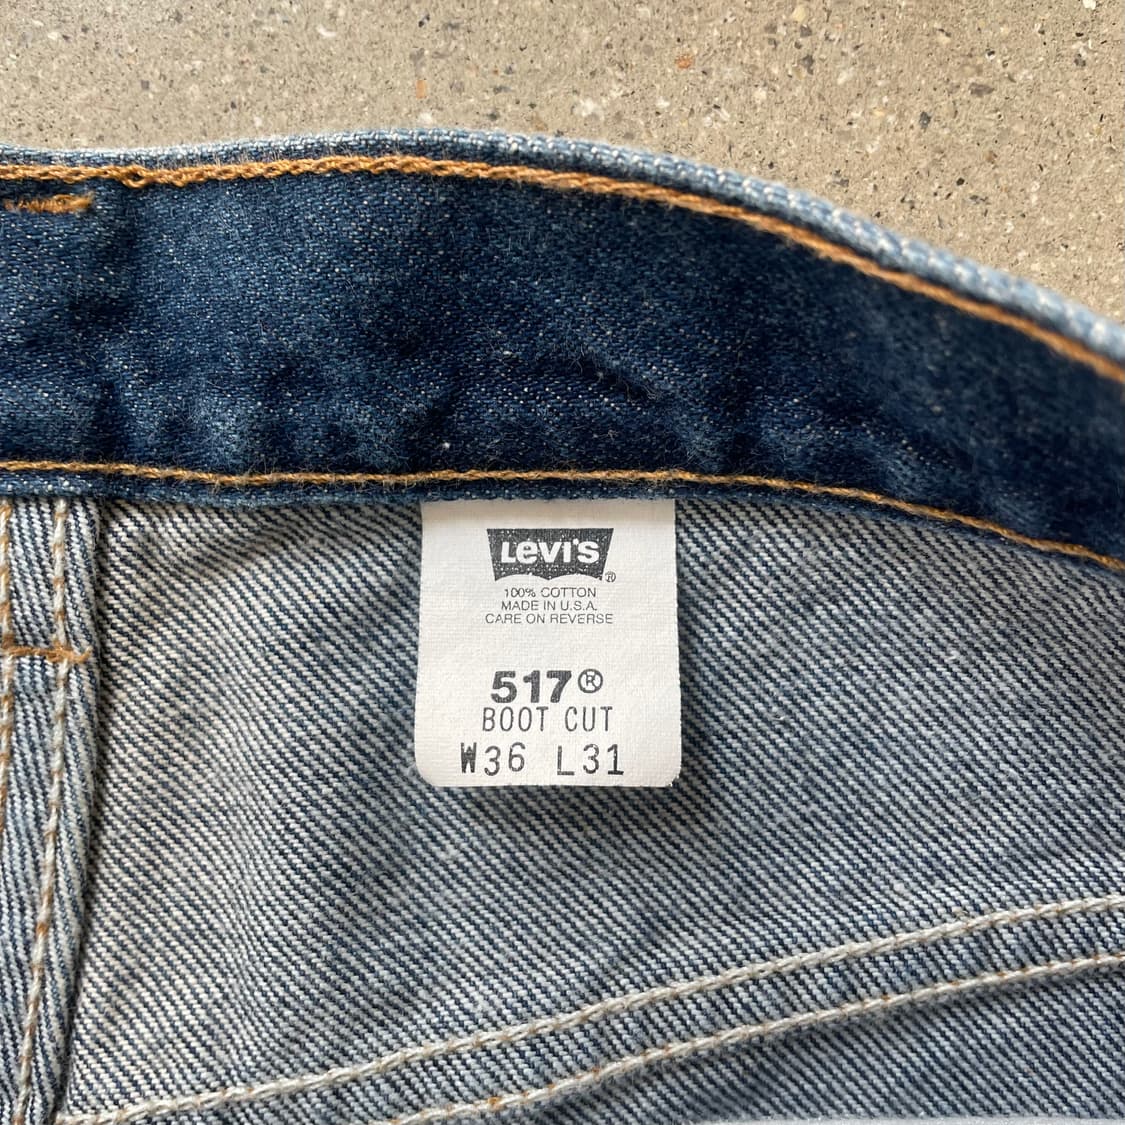 LEVI'S®
100% COTTON
MADE IN U.S.A.
CARE ON REVERSE
517®
BOOT CUT
W36 L31